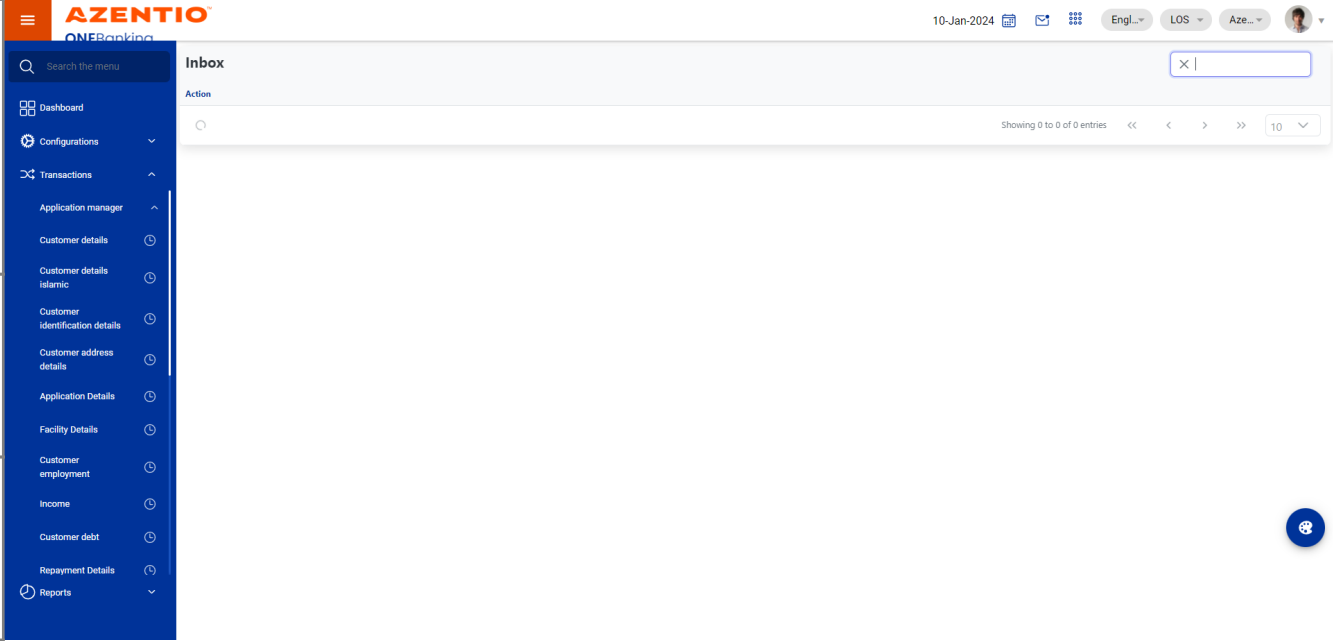 AZENTIO™
ONEBanking
10-Jan-2024
Engl...
LOS
Aze...
Search the menu
Dashboard
Configurations
Transactions
Application manager
Customer details
Customer details
islamic
Customer
identification details
Customer address
details
Application Details
Facility Details
Customer
employment
Income
Customer debt
Repayment Details
Reports
Inbox
Action
Showing 0 to 0 of 0 entries
10